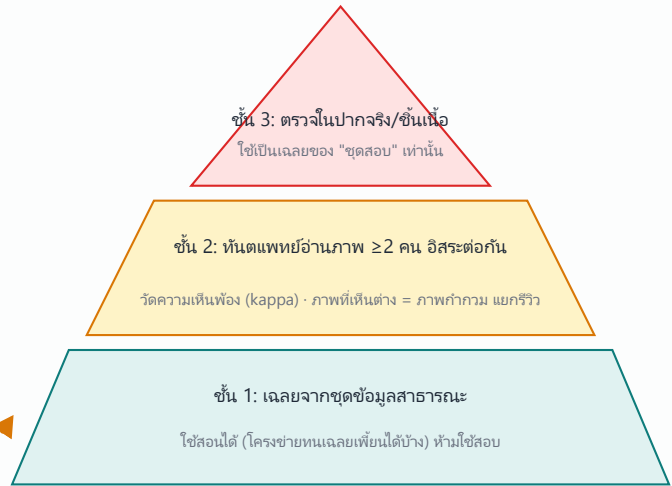 ชั้น 3: ตรวจในปากจริง/ชิ้นเนื้อ
ใช้เป็นเฉลยของ "ชุดสอบ" เท่านั้น
ชั้น 2: ทันตแพทย์อ่านภาพ ≥2 คน อิสระต่อกัน
วัดความเห็นพ้อง (kappa) · ภาพที่เห็นต่าง = ภาพกำกวม แยกรีวิว
ชั้น 1: เฉลยจากชุดข้อมูลสาธารณะ
ใช้สอนได้ (โครงข่ายทนเฉลยเพี้ยนได้บ้าง) ห้ามใช้สอบ